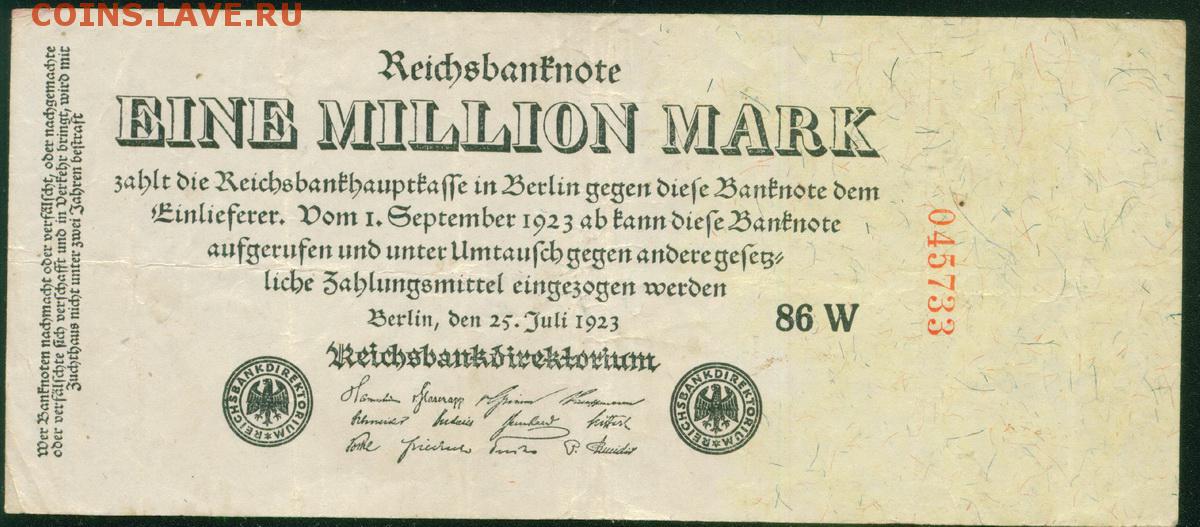 COINS.LAVE.RU
Reichsbanknote
EINE MILLION MARK
zahlt die Reichsbankhauptkasse in Berlin gegen diese Banknote dem
Einlieferer. Vom 1. September 1923 ab kann diese Banknote
aufgerufen und unter Umtausch gegen andere gesetz-
liche Zahlungsmittel eingezogen werden
Berlin, den 25. Juli 1923
86 W
Reichsbankdirektorium
REICHSBANKDIREKTORIUM
REICHSBANKDIREKTORIUM
045733
Wer Banknoten nachmacht oder verfälscht, oder nachgemachte
oder verfälschte sich verschafft und in Verkehr bringt, wird mit
Zuchthaus nicht unter zwei Jahren bestraft